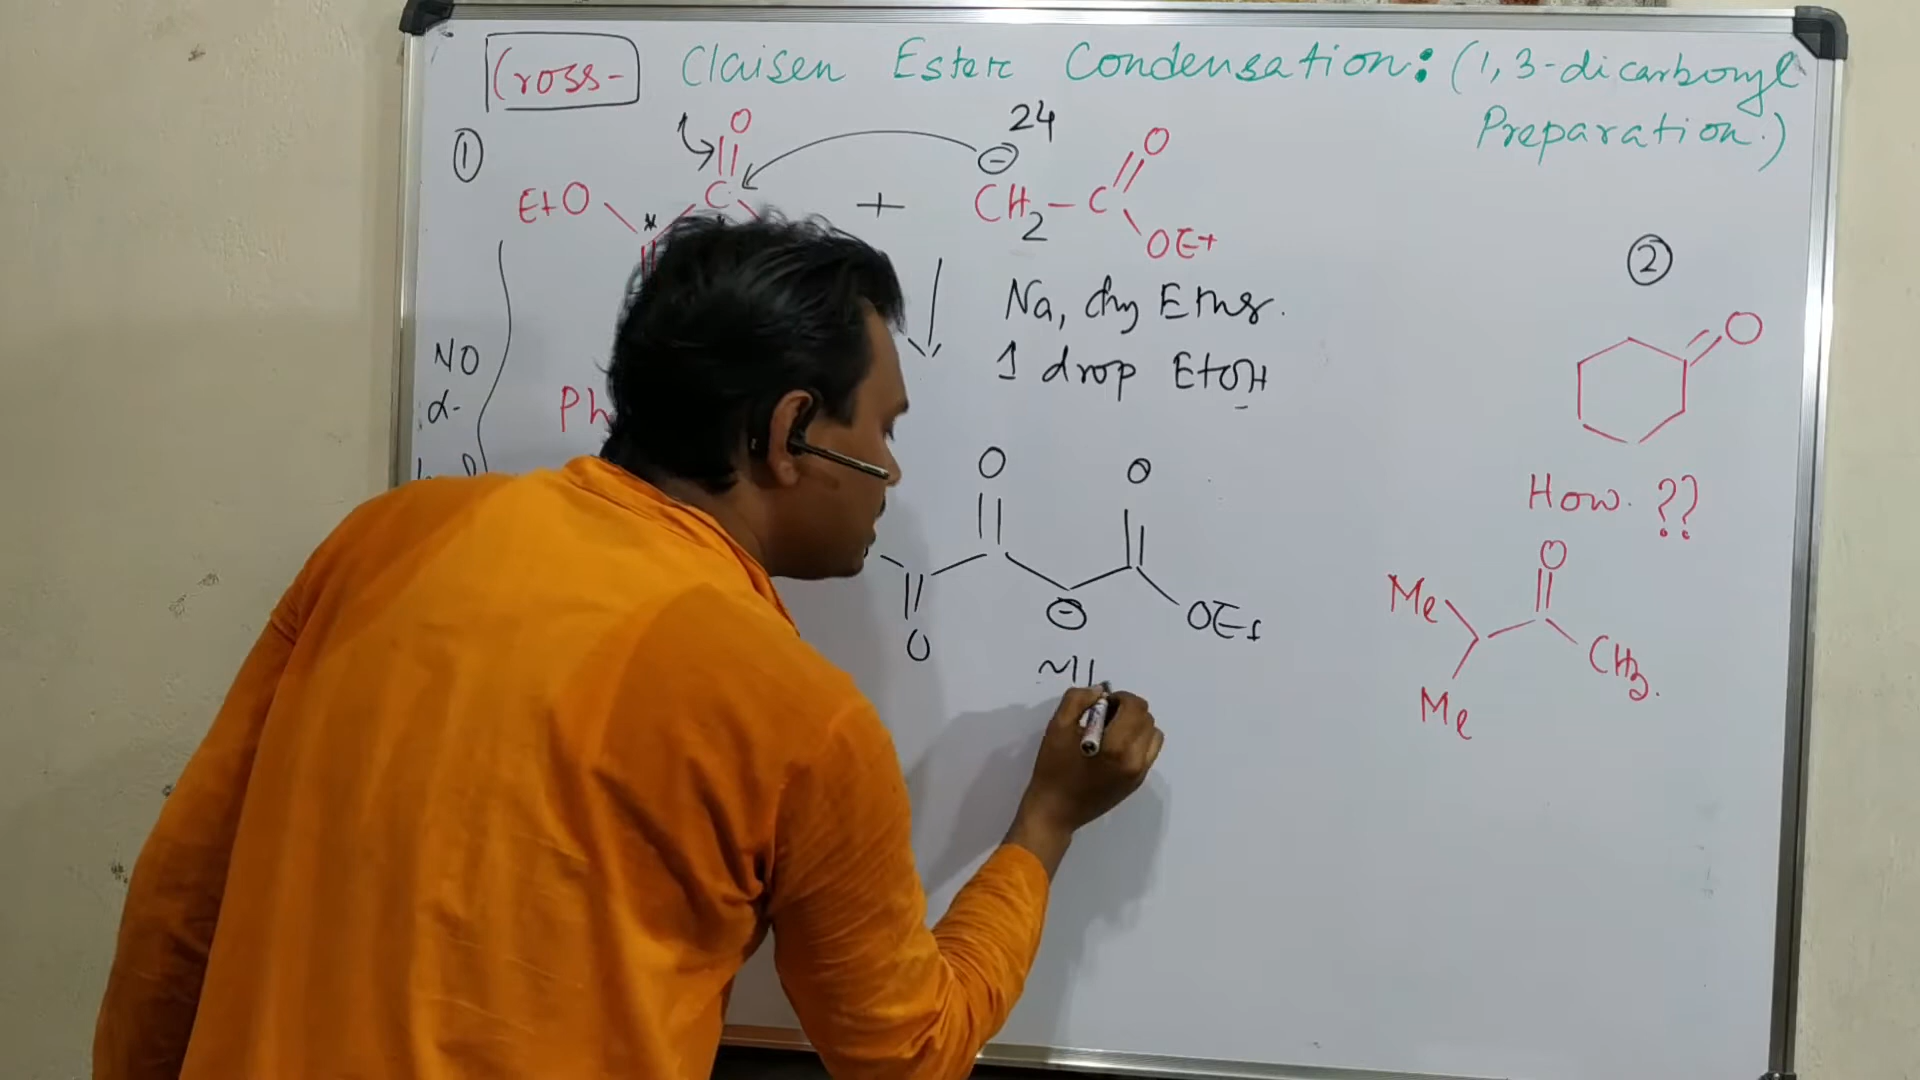 Cross- Claisen Ester Condensation: (1,3-dicarbonyl
Preparation.)
①
O
24
⊖
O
EtO
*
C
+
CH2-C
OEt
②
Na, dry Ether.
1 drop EtOH
O
NO
α-
Ph
O
O
How. ??
O
⊖
OEt
O
Me
CH3.
Me